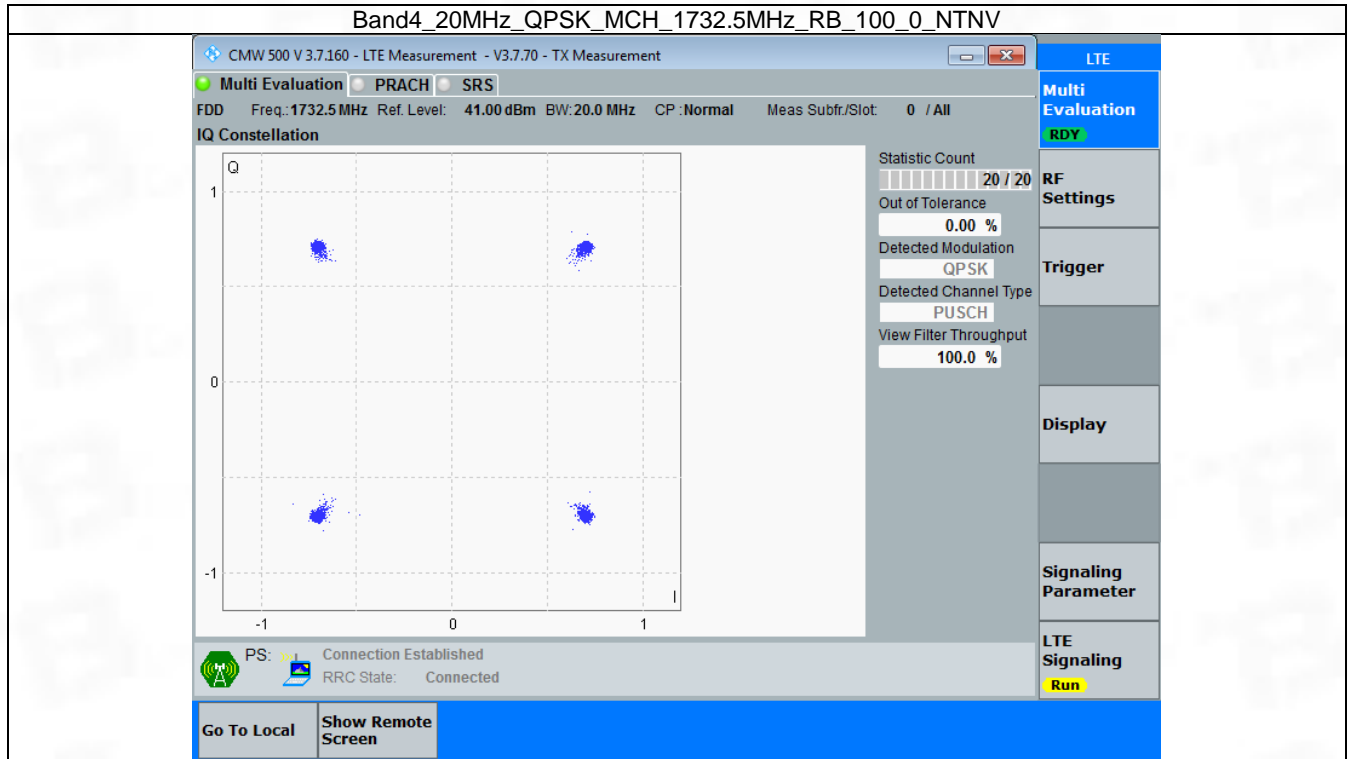 Band4_20MHz_QPSK_MCH_1732.5MHz_RB_100_0_NTNV
CMW 500 V 3.7.160 - LTE Measurement - V3.7.70 - TX Measurement
LTE
Multi Evaluation PRACH SRS
Multi
Evaluation
RDY
FDD Freq.: 1732.5 MHz Ref. Level: 41.00 dBm BW: 20.0 MHz CP : Normal Meas Subfr./Slot: 0 / All
IQ Constellation
Q
1
0
-1
I
-1 0 1
Statistic Count
20 / 20
Out of Tolerance
0.00 %
Detected Modulation
QPSK
Detected Channel Type
PUSCH
View Filter Throughput
100.0 %
RF
Settings
Trigger
Display
Signaling
Parameter
LTE
Signaling
Run
PS: Connection Established
RRC State: Connected
Go To Local
Show Remote
Screen